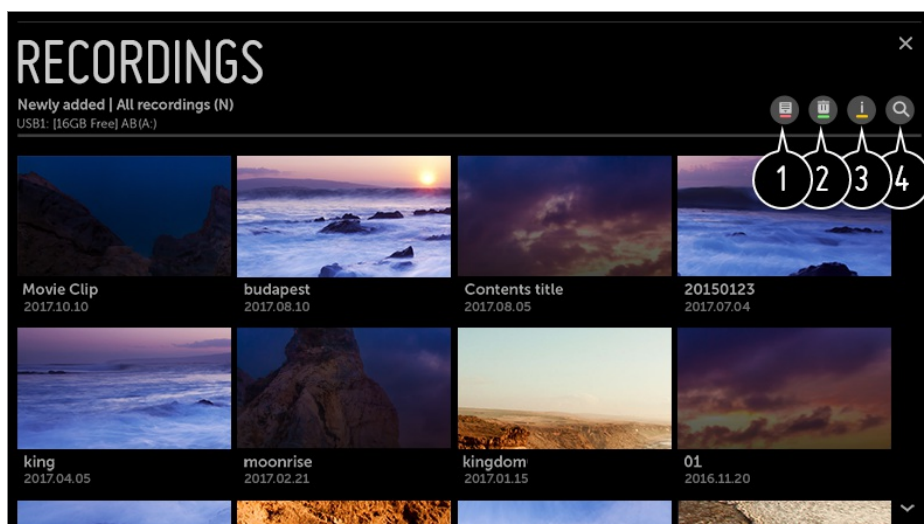 RECORDINGS
Newly added | All recordings (N)
USB1: [16GB Free] AB(A:)
1 2 3 4
Movie Clip
2017.10.10
budapest
2017.08.10
Contents title
2017.08.05
20150123
2017.07.04
king
2017.04.05
moonrise
2017.02.21
kingdom
2017.01.15
01
2016.11.20